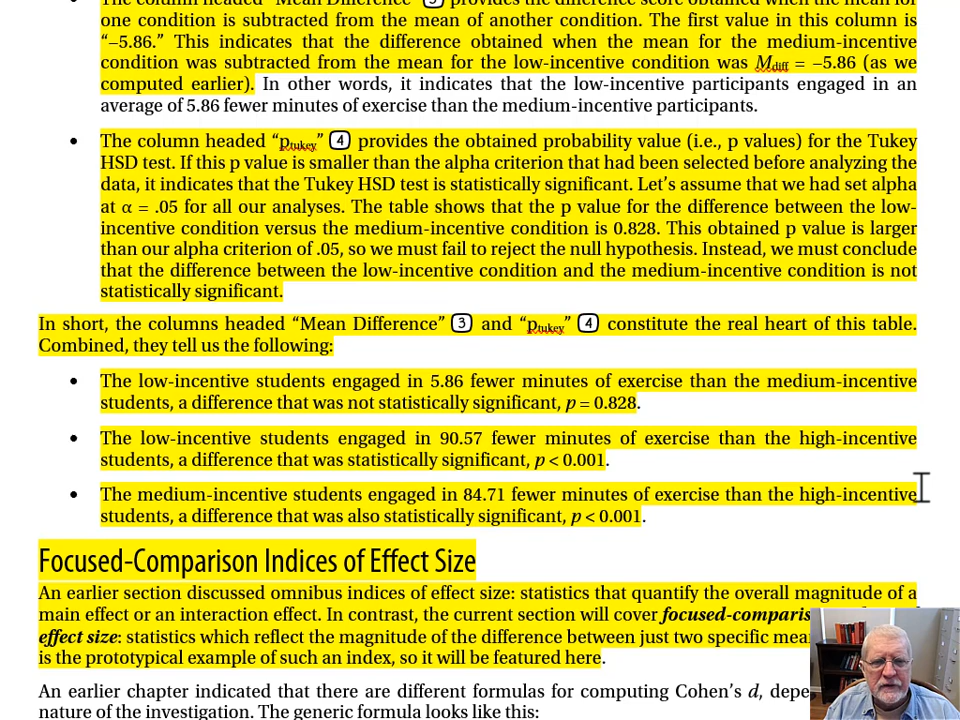 The column headed “Mean Difference” 3 provides the difference score obtained when the mean for
one condition is subtracted from the mean of another condition. The first value in this column is
“–5.86.” This indicates that the difference obtained when the mean for the medium-incentive
condition was subtracted from the mean for the low-incentive condition was Mdiff = –5.86 (as we
computed earlier). In other words, it indicates that the low-incentive participants engaged in an
average of 5.86 fewer minutes of exercise than the medium-incentive participants.
• The column headed “ptukey” 4 provides the obtained probability value (i.e., p values) for the Tukey
HSD test. If this p value is smaller than the alpha criterion that had been selected before analyzing the
data, it indicates that the Tukey HSD test is statistically significant. Let’s assume that we had set alpha
at α = .05 for all our analyses. The table shows that the p value for the difference between the low-
incentive condition versus the medium-incentive condition is 0.828. This obtained p value is larger
than our alpha criterion of .05, so we must fail to reject the null hypothesis. Instead, we must conclude
that the difference between the low-incentive condition and the medium-incentive condition is not
statistically significant.
In short, the columns headed “Mean Difference” 3 and “ptukey” 4 constitute the real heart of this table.
Combined, they tell us the following:
• The low-incentive students engaged in 5.86 fewer minutes of exercise than the medium-incentive
students, a difference that was not statistically significant, p = 0.828.
• The low-incentive students engaged in 90.57 fewer minutes of exercise than the high-incentive
students, a difference that was statistically significant, p < 0.001.
• The medium-incentive students engaged in 84.71 fewer minutes of exercise than the high-incentive
students, a difference that was also statistically significant, p < 0.001.
Focused-Comparison Indices of Effect Size
An earlier section discussed omnibus indices of effect size: statistics that quantify the overall magnitude of a
main effect or an interaction effect. In contrast, the current section will cover
effect size: statistics which reflect the magnitude of the difference between just two specific
is the prototypical example of such an index, so it will be featured here.
An earlier chapter indicated that there are different formulas for computing Cohen’s d,
nature of the investigation. The generic formula looks like this: